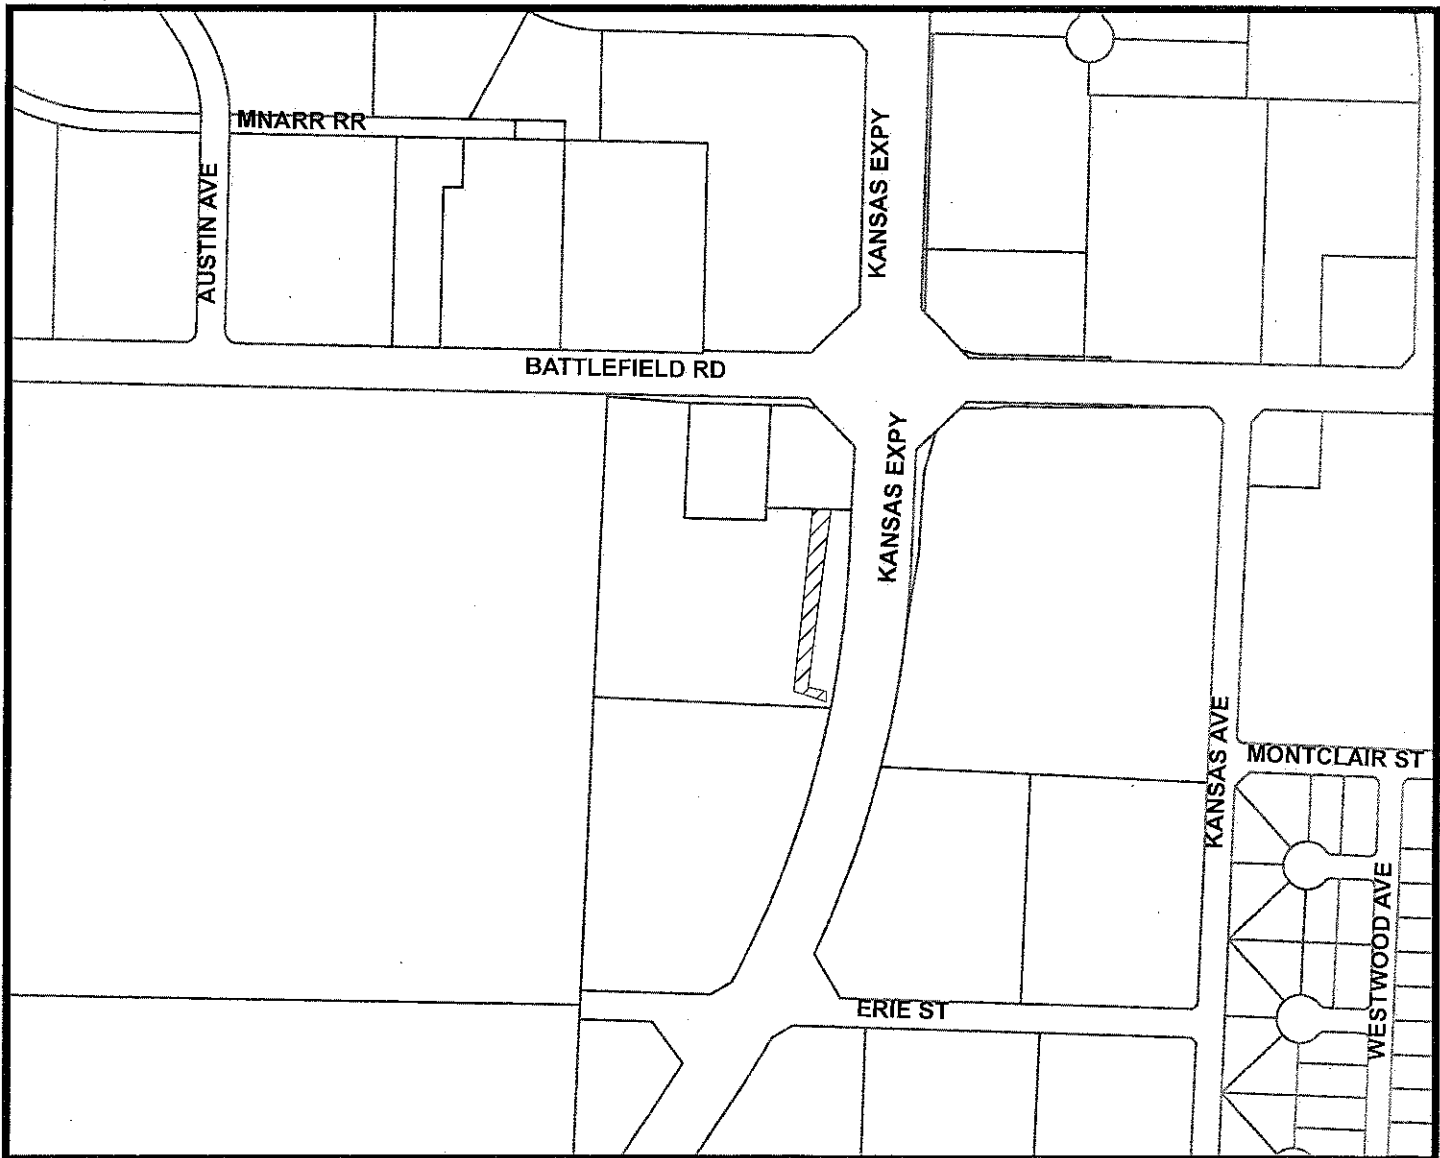 MNARR RR
AUSTIN AVE
KANSAS EXPY
BATTLEFIELD RD
KANSAS EXPY
KANSAS AVE
MONTCLAIR ST
WESTWOOD AVE
ERIE ST